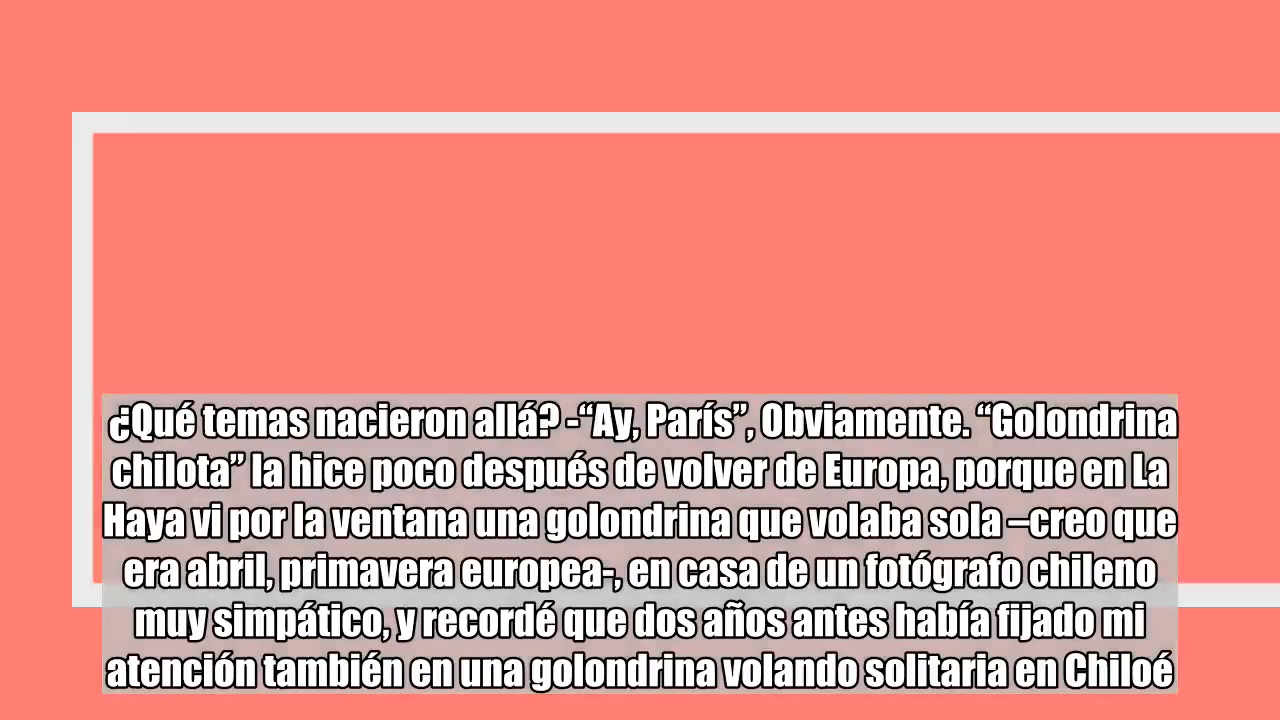 ¿Qué temas nacieron allá? -“Ay, París”, Obviamente. “Golondrina
chilota” la hice poco después de volver de Europa, porque en La
Haya vi por la ventana una golondrina que volaba sola –creo que
era abril, primavera europea-, en casa de un fotógrafo chileno
muy simpático, y recordé que dos años antes había fijado mi
atención también en una golondrina volando solitaria en Chiloé